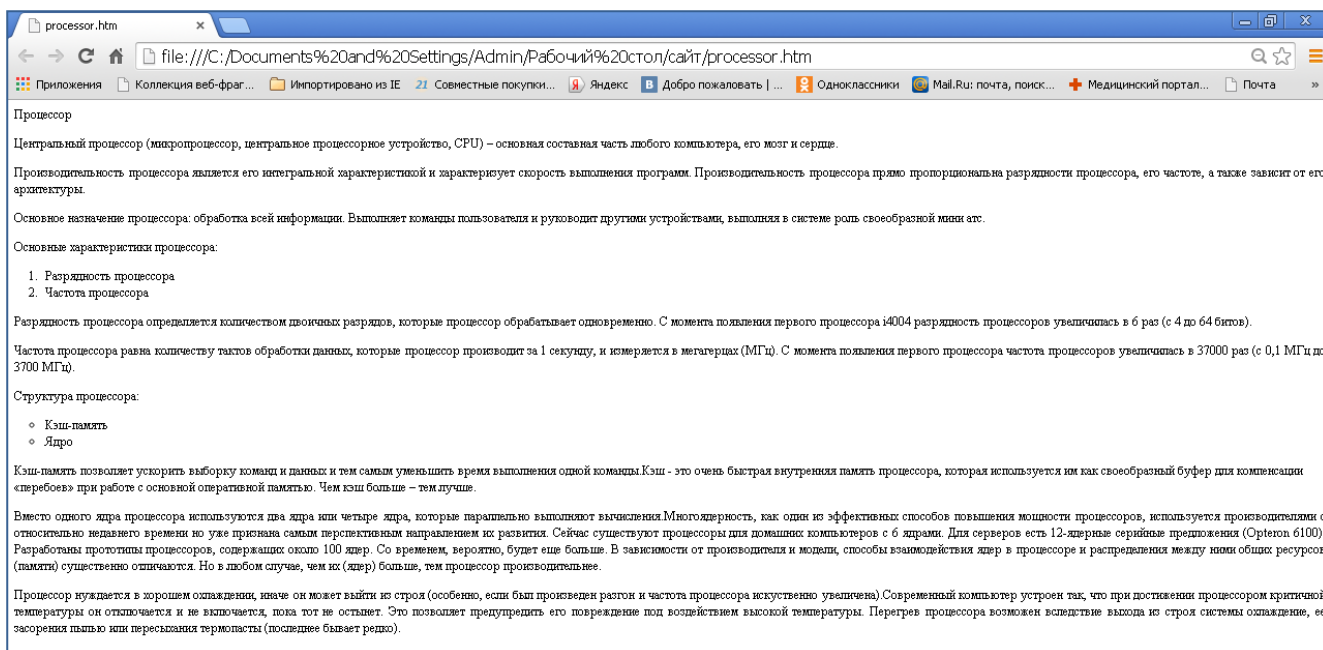 processor.htm
file:///C:/Documents%20and%20Settings/Admin/Рабочий%20стол/сайт/processor.htm
Приложения Коллекция веб-фраг... Импортировано из IE 21 Совместные покупки... Я Яндекс В Добро пожаловать | ... Одноклассники @ Mail.Ru: почта, поиск... Медицинский портал... Почта »
Процессор
Центральный процессор (микропроцессор, центральное процессорное устройство, CPU) – основная составная часть любого компьютера, его мозг и сердце.
Производительность процессора является его интегральной характеристикой и характеризует скорость выполнения программ. Производительность процессора прямо пропорциональна разрядности процессора, его частоте, а также зависит от его
архитектуры.
Основное назначение процессора: обработка всей информации. Выполняет команды пользователя и руководит другими устройствами, выполняя в системе роль своеобразной мини атс.
Основные характеристики процессора:
1. Разрядность процессора
2. Частота процессора
Разрядность процессора определяется количеством двоичных разрядов, которые процессор обрабатывает одновременно. С момента появления первого процессора i4004 разрядность процессоров увеличилась в 6 раз (с 4 до 64 битов).
Частота процессора равна количеству тактов обработки данных, которые процессор производит за 1 секунду, и измеряется в мегагерцах (МГц). С момента появления первого процессора частота процессоров увеличилась в 37000 раз (с 0,1 МГц до
3700 МГц).
Структура процессора:
Кэш-память
Ядро
Кэш-память позволяет ускорить выборку команд и данных и тем самым уменьшить время выполнения одной команды.Кэш - это очень быстрая внутренняя память процессора, которая используется им как своеобразный буфер для компенсации
«перебоев» при работе с основной оперативной памятью. Чем кэш больше – тем лучше.
Вместо одного ядра процессора используются два ядра или четыре ядра, которые параллельно выполняют вычисления.Многоядерность, как один из эффективных способов повышения мощности процессоров, используется производителями с
относительно недавнего времени но уже признана самым перспективным направлением их развития. Сейчас существуют процессоры для домашних компьютеров с 6 ядрами. Для серверов есть 12-ядерные серийные предложения (Opteron 6100)
Разработаны прототипы процессоров, содержащих около 100 ядер. Со временем, вероятно, будет еще больше. В зависимости от производителя и модели, способы взаимодействия ядер в процессоре и распределения между ними общих ресурсов
(памяти) существенно отличаются. Но в любом случае, чем их (ядер) больше, тем процессор производительнее.
Процессор нуждается в хорошем охлаждении, иначе он может выйти из строя (особенно, если был произведен разгон и частота процессора искуственно увеличена).Современный компьютер устроен так, что при достижении процессором критичной
температуры он отключается и не включается, пока тот не остынет. Это позволяет предупредить его повреждение под воздействием высокой температуры. Перегрев процессора возможен вследствие выхода из строя системы охлаждение, ее
засорения пылью или пересыхания термопасты (последнее бывает редко).